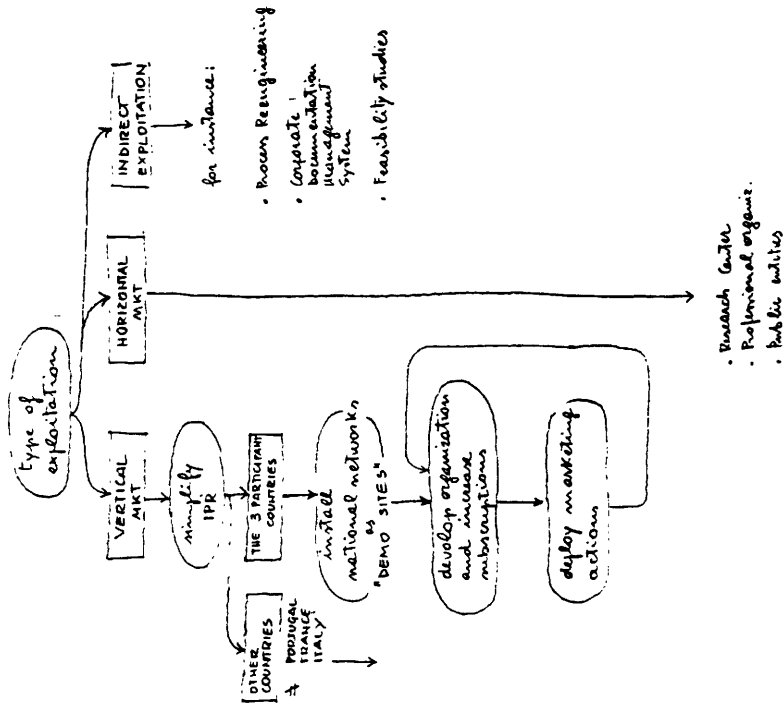 type of
exploitation
VERTICAL
MKT
HORIZONTAL
MKT
INDIRECT
EXPLOITATION
simplify
IPR
for instance:
• Process Reengineering
• Corporate
Documentation
Management
System
• Feasibility studies
OTHER
COUNTRIES
≠ PORTUGAL
FRANCE
ITALY
THE 3 PARTICIPANT
COUNTRIES
install
national networks
as
"DEMO SITES"
devolop organization
and increase
subscriptions
deploy marketing
actions
• Research Center
• Professional organiz.
• Public entities